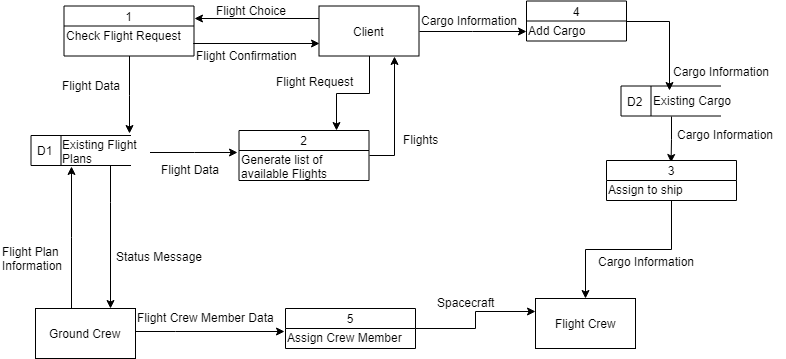 1
Check Flight Request
Flight Choice
Flight Confirmation
Client
Cargo Information
4
Add Cargo
Flight Data
Flight Request
Cargo Information
D2
Existing Cargo
D1
Existing Flight
Plans
Flight Data
2
Generate list of
available Flights
Flights
Cargo Information
3
Assign to ship
Flight Plan
Information
Status Message
Cargo Information
Ground Crew
Flight Crew Member Data
5
Assign Crew Member
Spacecraft
Flight Crew